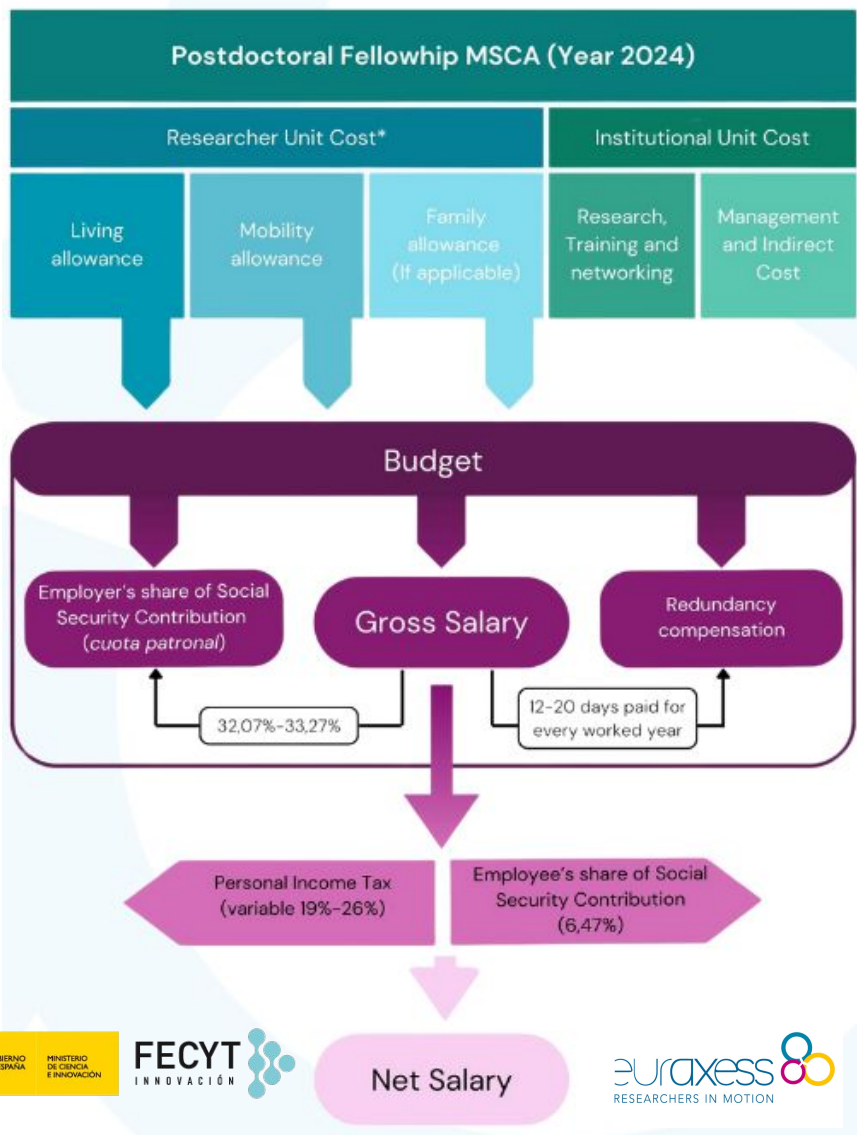 Postdoctoral Fellowhip MSCA (Year 2024)
Researcher Unit Cost*
Institutional Unit Cost
Living
allowance
Mobility
allowance
Family
allowance
(If applicable)
Research,
Training and
networking
Management
and Indirect
Cost
Budget
Employer's share of Social
Security Contribution
(cuota patronal)
Gross Salary
Redundancy
compensation
32,07%-33,27%
12-20 days paid for
every worked year
Personal Income Tax
(variable 19%-26%)
Employee's share of Social
Security Contribution
(6,47%)
Net Salary
BIERNO
ESPAÑA
MINISTERIO
DE CIENCIA
E INNOVACIÓN
FECYT
INNOVACIÓN
euraxess
RESEARCHERS IN MOTION